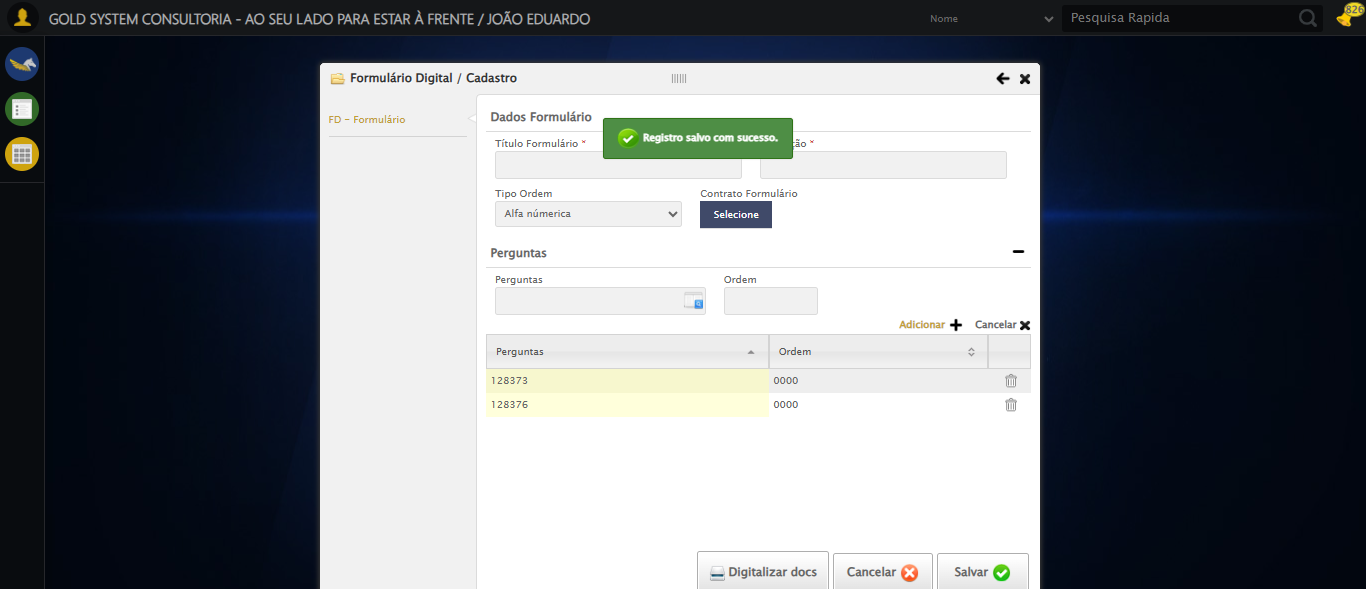 GOLD SYSTEM CONSULTORIA - AO SEU LADO PARA ESTAR À FRENTE / JOÃO EDUARDO
Nome
Pesquisa Rapida
826
Formulário Digital / Cadastro
FD - Formulário
Dados Formulário
Registro salvo com sucesso.
Título Formulário *
ção *
Tipo Ordem
Contrato Formulário
Alfa númerica
Selecione
Perguntas
Perguntas
Ordem
Adicionar
Cancelar
Perguntas
Ordem
128373
0000
128376
0000
Digitalizar docs
Cancelar
Salvar